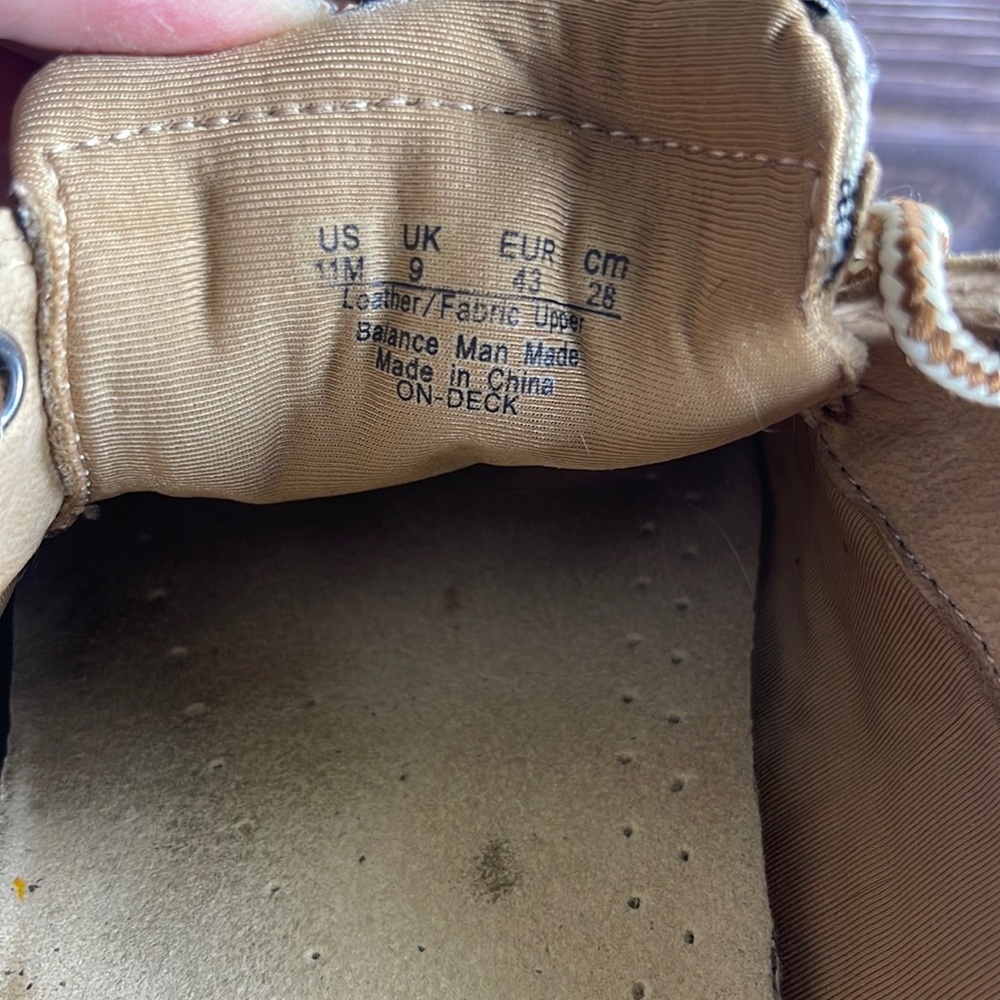 US UK EUR cm
11M 9 43 28
Leather/Fabric Upper
Balance Man Made
Made in China
ON-DECK